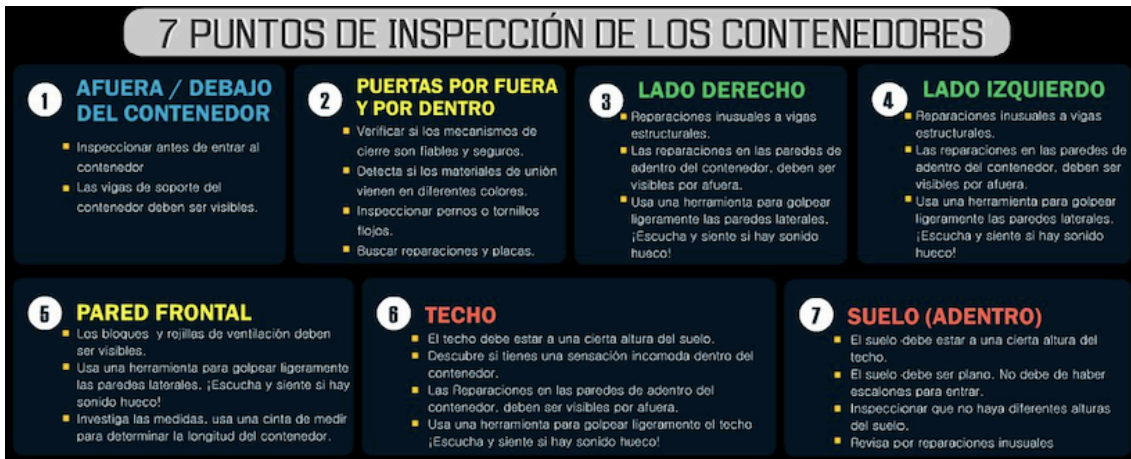 7 PUNTOS DE INSPECCIÓN DE LOS CONTENEDORES
1
AFUERA / DEBAJO
DEL CONTENEDOR
Inspeccionar antes de entrar al
contenedor
Las vigas de soporte del
contenedor deben ser visibles.
2
PUERTAS POR FUERA
Y POR DENTRO
Verificar si los mecanismos de
cierre son fiables y seguros.
Detecta si los materiales de unión
vienen en diferentes colores.
Inspeccionar pernos o tornillos
flojos.
Buscar reparaciones y placas.
3
LADO DERECHO
Reparaciones inusuales a vigas
estructurales.
Las reparaciones en las paredes de
adentro del contenedor, deben ser
visibles por afuera.
Usa una herramienta para golpear
ligeramente las paredes laterales.
¡Escucha y siente si hay sonido
hueco!
4
LADO IZQUIERDO
Reparaciones inusuales a vigas
estructurales.
Las reparaciones en las paredes de
adentro del contenedor, deben ser
visibles por afuera.
Usa una herramienta para golpear
ligeramente las paredes laterales.
¡Escucha y siente si hay sonido
hueco!
5
PARED FRONTAL
Los bloques y rejillas de ventilación deben
ser visibles.
Usa una herramienta para golpear ligeramente
las paredes laterales. ¡Escucha y siente si hay
sonido hueco!
Investiga las medidas, usa una cinta de medir
para determinar la longitud del contenedor.
6
TECHO
El techo debe estar a una cierta altura del suelo.
Descubre si tienes una sensación incomoda dentro del
contenedor.
Las Reparaciones en las paredes de adentro del
contenedor, deben ser visibles por afuera.
Usa una herramienta para golpear ligeramente el techo
¡Escucha y siente si hay sonido hueco!
7
SUELO (ADENTRO)
El suelo debe estar a una cierta altura del
techo.
El suelo debe ser plano. No debe de haber
escalones para entrar.
Inspeccionar que no haya diferentes alturas
del suelo.
Revisa por reparaciones inusuales